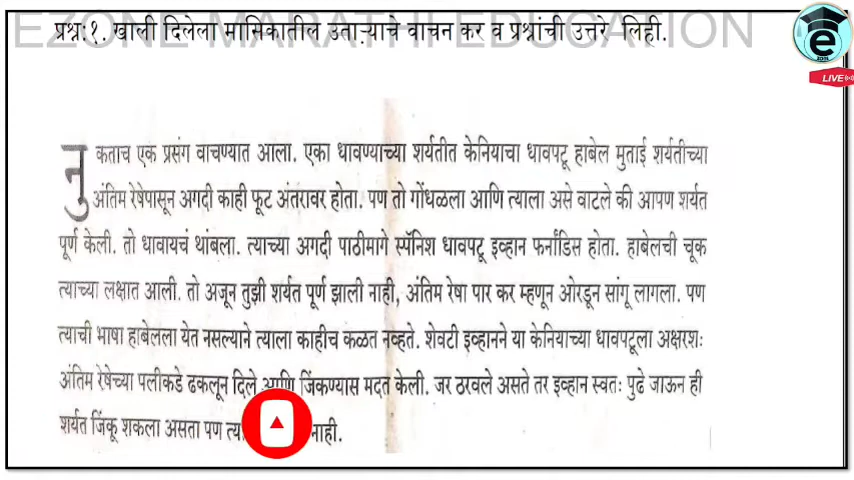 EZONE MARATHI EDUCATION
प्रश्न:१. खाली दिलेला मासिकातील उताऱ्याचे वाचन कर व प्रश्नांची उत्तरे लिही.
e
EZON
LIVE
नुकताच एक प्रसंग वाचण्यात आला. एका धावण्याच्या शर्यतीत केनियाचा धावपटू हाबेल मुताई शर्यतीच्या
अंतिम रेषेपासून अगदी काही फूट अंतरावर होता. पण तो गोंधळला आणि त्याला असे वाटले की आपण शर्यत
पूर्ण केली. तो धावायचं थांबला. त्याच्या अगदी पाठीमागे स्पॅनिश धावपटू इव्हान फर्नांडिस होता. हाबेलची चूक
त्याच्या लक्षात आली. तो अजून तुझी शर्यत पूर्ण झाली नाही, अंतिम रेषा पार कर म्हणून ओरडून सांगू लागला. पण
त्याची भाषा हाबेलला येत नसल्याने त्याला काहीच कळत नव्हते. शेवटी इव्हानने या केनियाच्या धावपटूला अक्षरशः
अंतिम रेषेच्या पलीकडे ढकलून दिले आणि जिंकण्यास मदत केली. जर ठरवले असते तर इव्हान स्वतः पुढे जाऊन ही
शर्यत जिंकू शकला असता पण नाही.